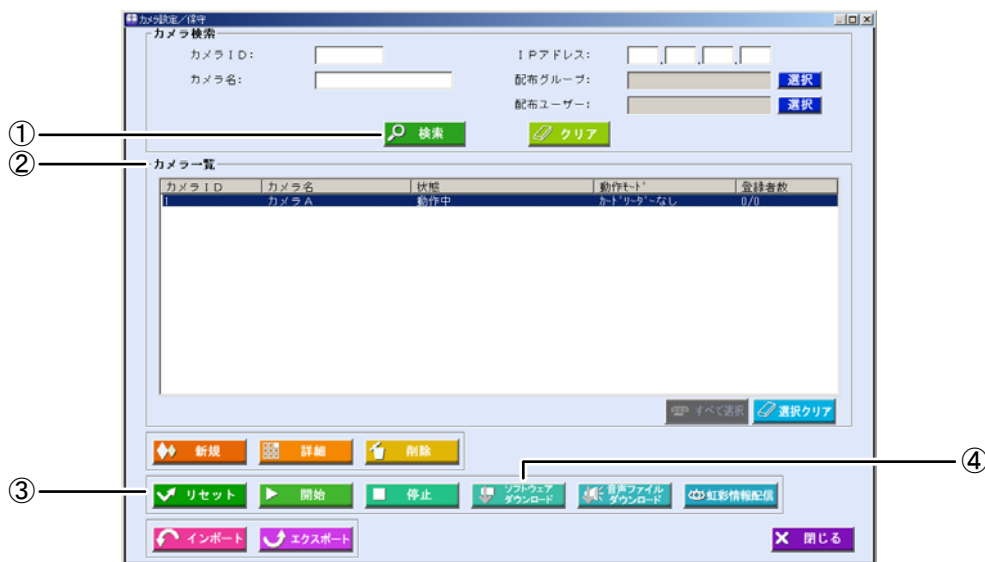 カメラ設定/保守
カメラ検索
カメラID: IPアドレス: . . .
カメラ名: 配布グループ: 選択
配布ユーザー: 選択
① 検索 クリア
② カメラ一覧
カメラID カメラ名 状態 動作モード 登録者数
1 カメラA 動作中 カードリーダーなし 0/0
すべて選択 選択クリア
新規 詳細 削除
④
③ リセット 開始 停止 ソフトウェアダウンロード 音声ファイルダウンロード 虹彩情報配信
インポート エクスポート 閉じる